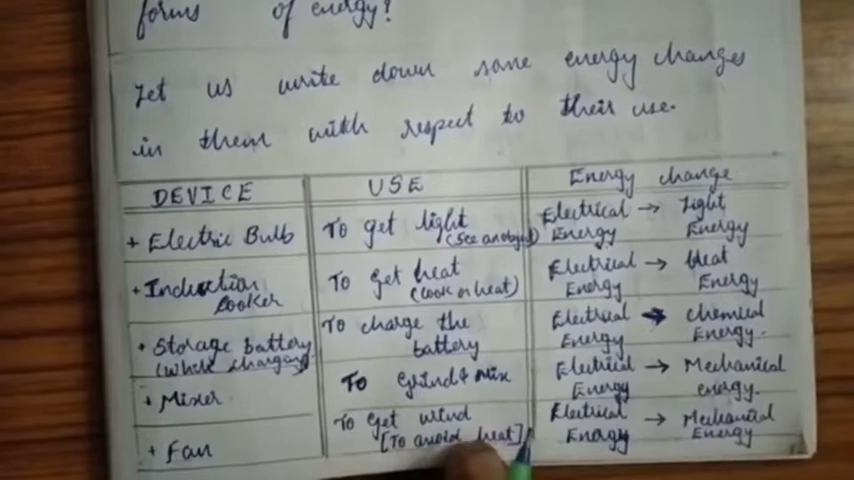 forms of energy?
Let us write down some energy changes
in them with respect to their use.
DEVICE USE Energy change
+ Electric Bulb To get light (See an object) Electrical Energy → Light Energy
+ Induction Cooker To get heat (Cook or heat) Electrical Energy → Heat Energy
+ Storage battery (While charging) To charge the battery Electrical Energy → chemical Energy.
+ Mixer To Grind & Mix Electrical Energy → Mechanical energy.
+ Fan To get wind [To avoid heat] Electrical Energy → Mechanical Energy